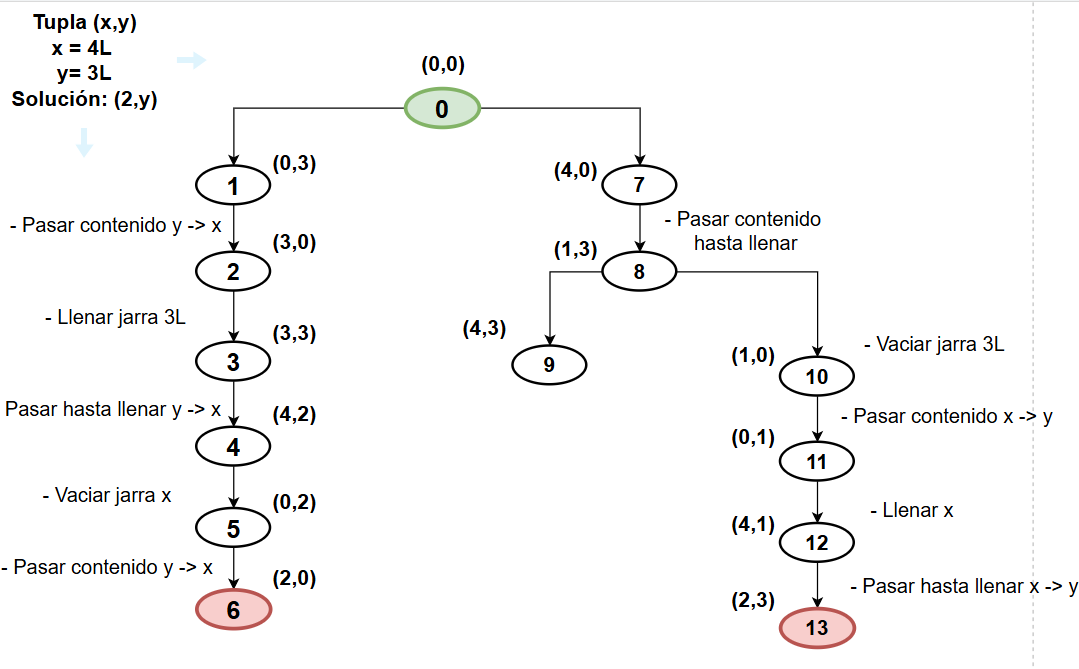 Tupla (x,y)
x = 4L
y= 3L
Solución: (2,y)
(0,0)
0
(0,3)
1
- Pasar contenido y -> x
(3,0)
2
- Llenar jarra 3L
(3,3)
3
Pasar hasta llenar y -> x
(4,2)
4
- Vaciar jarra x
(0,2)
5
- Pasar contenido y -> x
(2,0)
6
(4,0)
7
- Pasar contenido
hasta llenar
(1,3)
8
(4,3)
9
- Vaciar jarra 3L
(1,0)
10
- Pasar contenido x -> y
(0,1)
11
- Llenar x
(4,1)
12
- Pasar hasta llenar x -> y
(2,3)
13